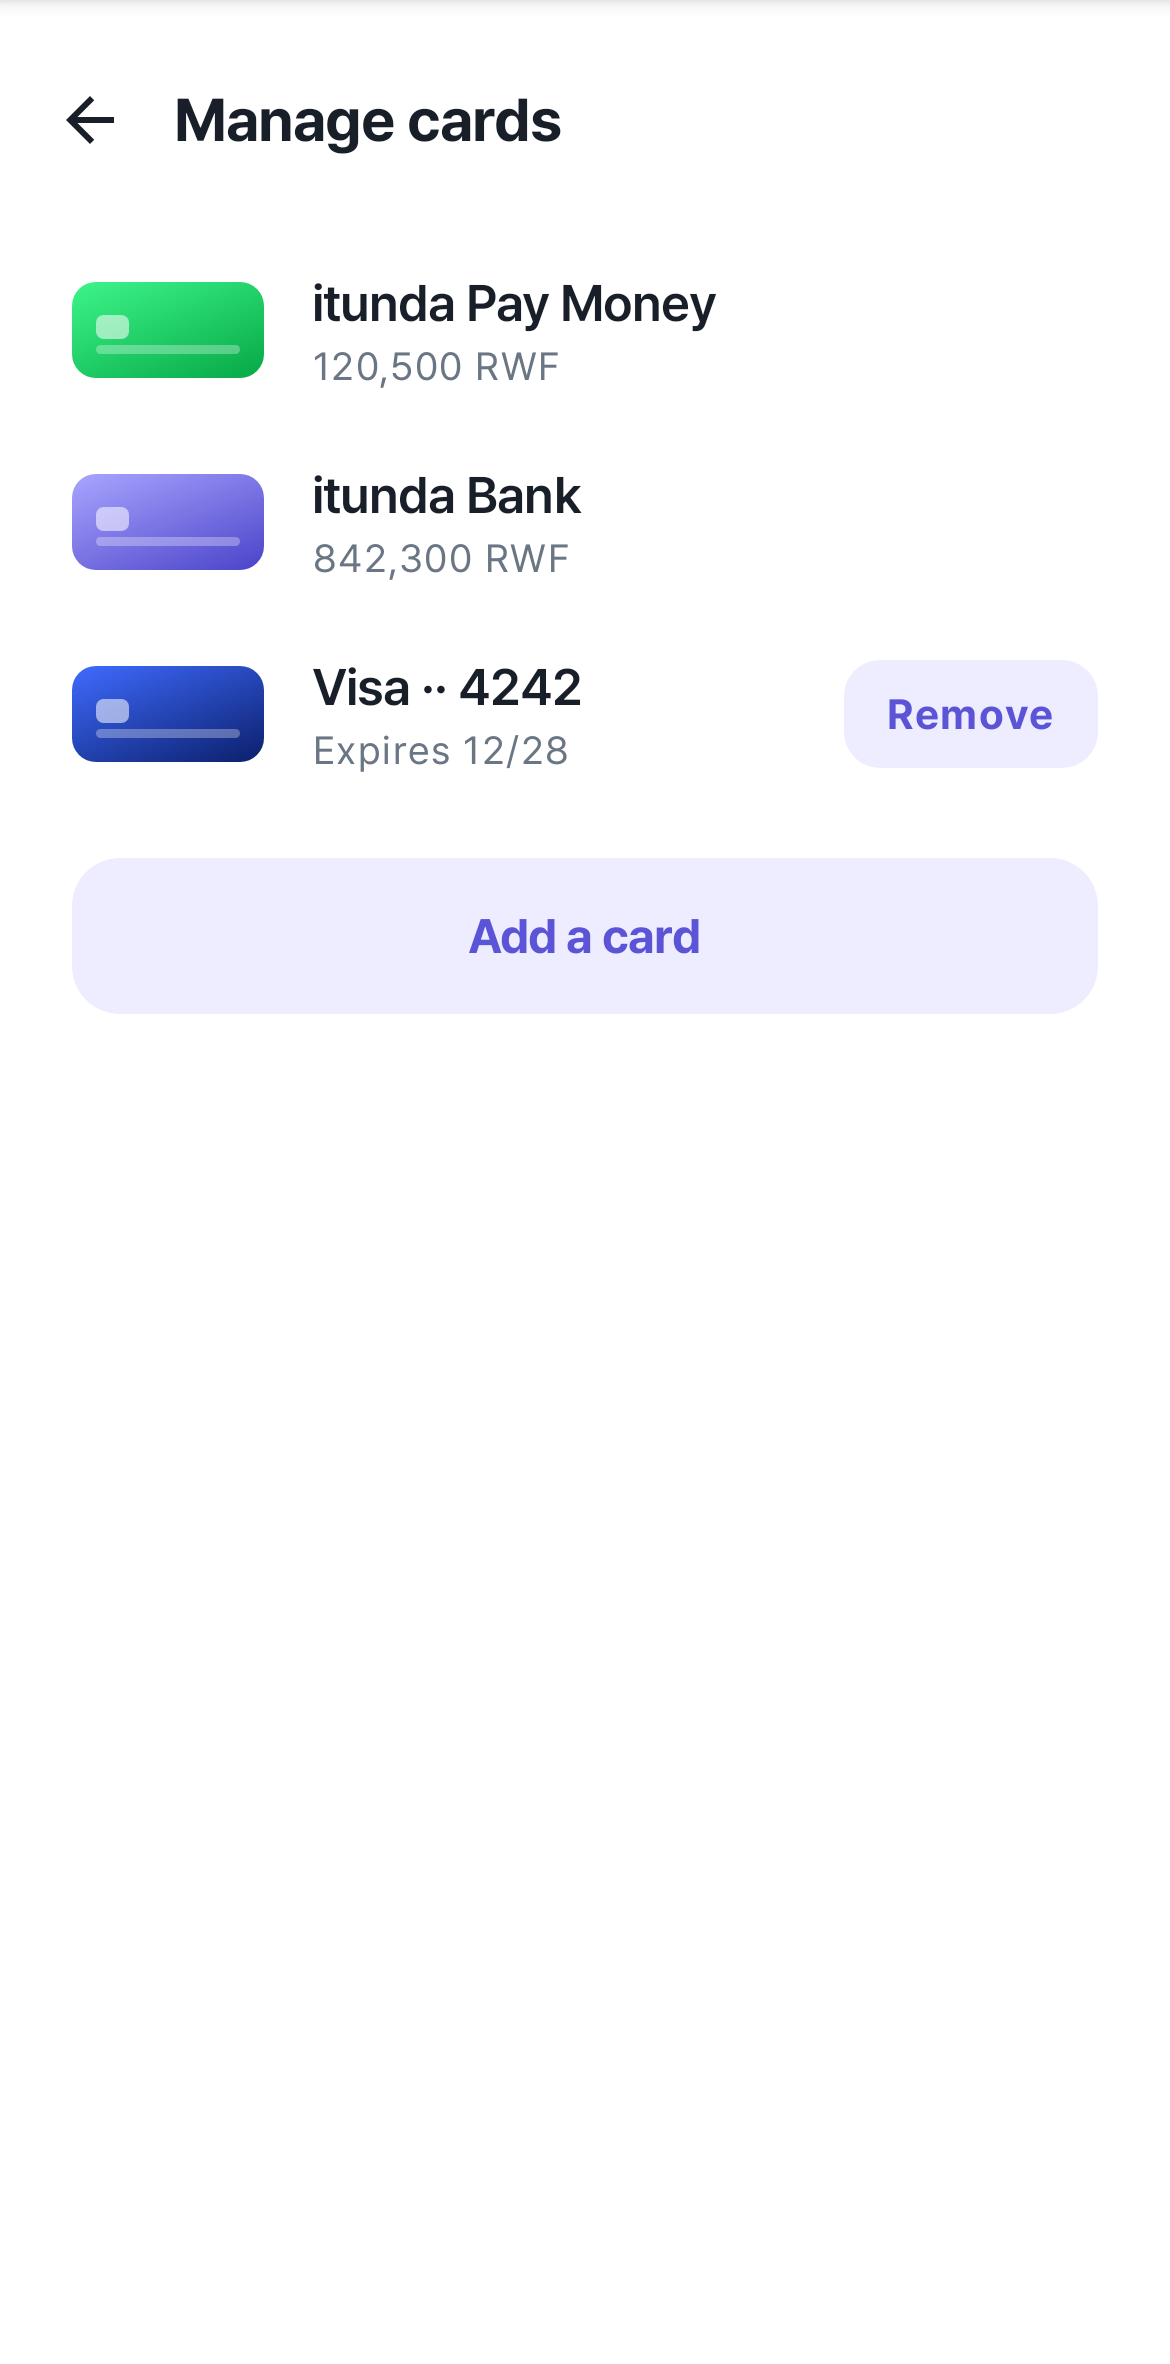 Manage cards
itunda Pay Money
120,500 RWF
itunda Bank
842,300 RWF
Visa ·· 4242
Expires 12/28
Remove
Add a card